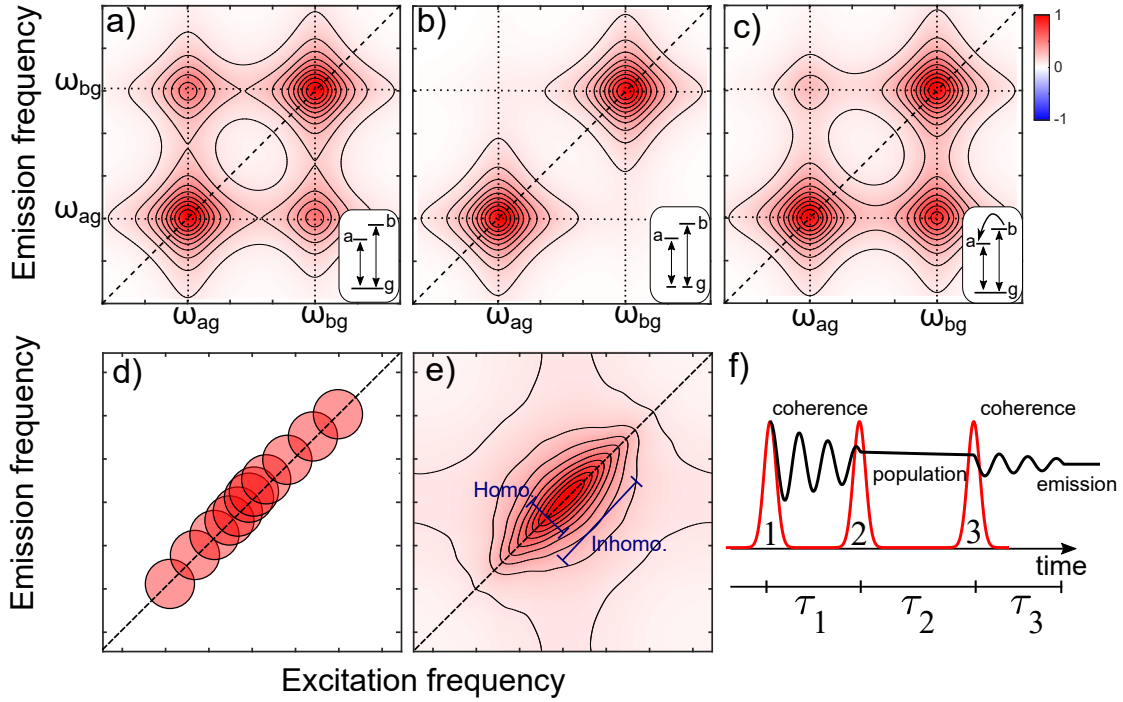 a)
b)
c)
1
0
-1
Emission frequency
ω_bg
ω_ag
a
b
g
a
b
g
a
b
g
ω_ag
ω_bg
ω_ag
ω_bg
ω_ag
ω_bg
d)
e)
f)
Emission frequency
Homo.
Inhomo.
coherence
coherence
population
emission
1
2
3
time
τ_1
τ_2
τ_3
Excitation frequency